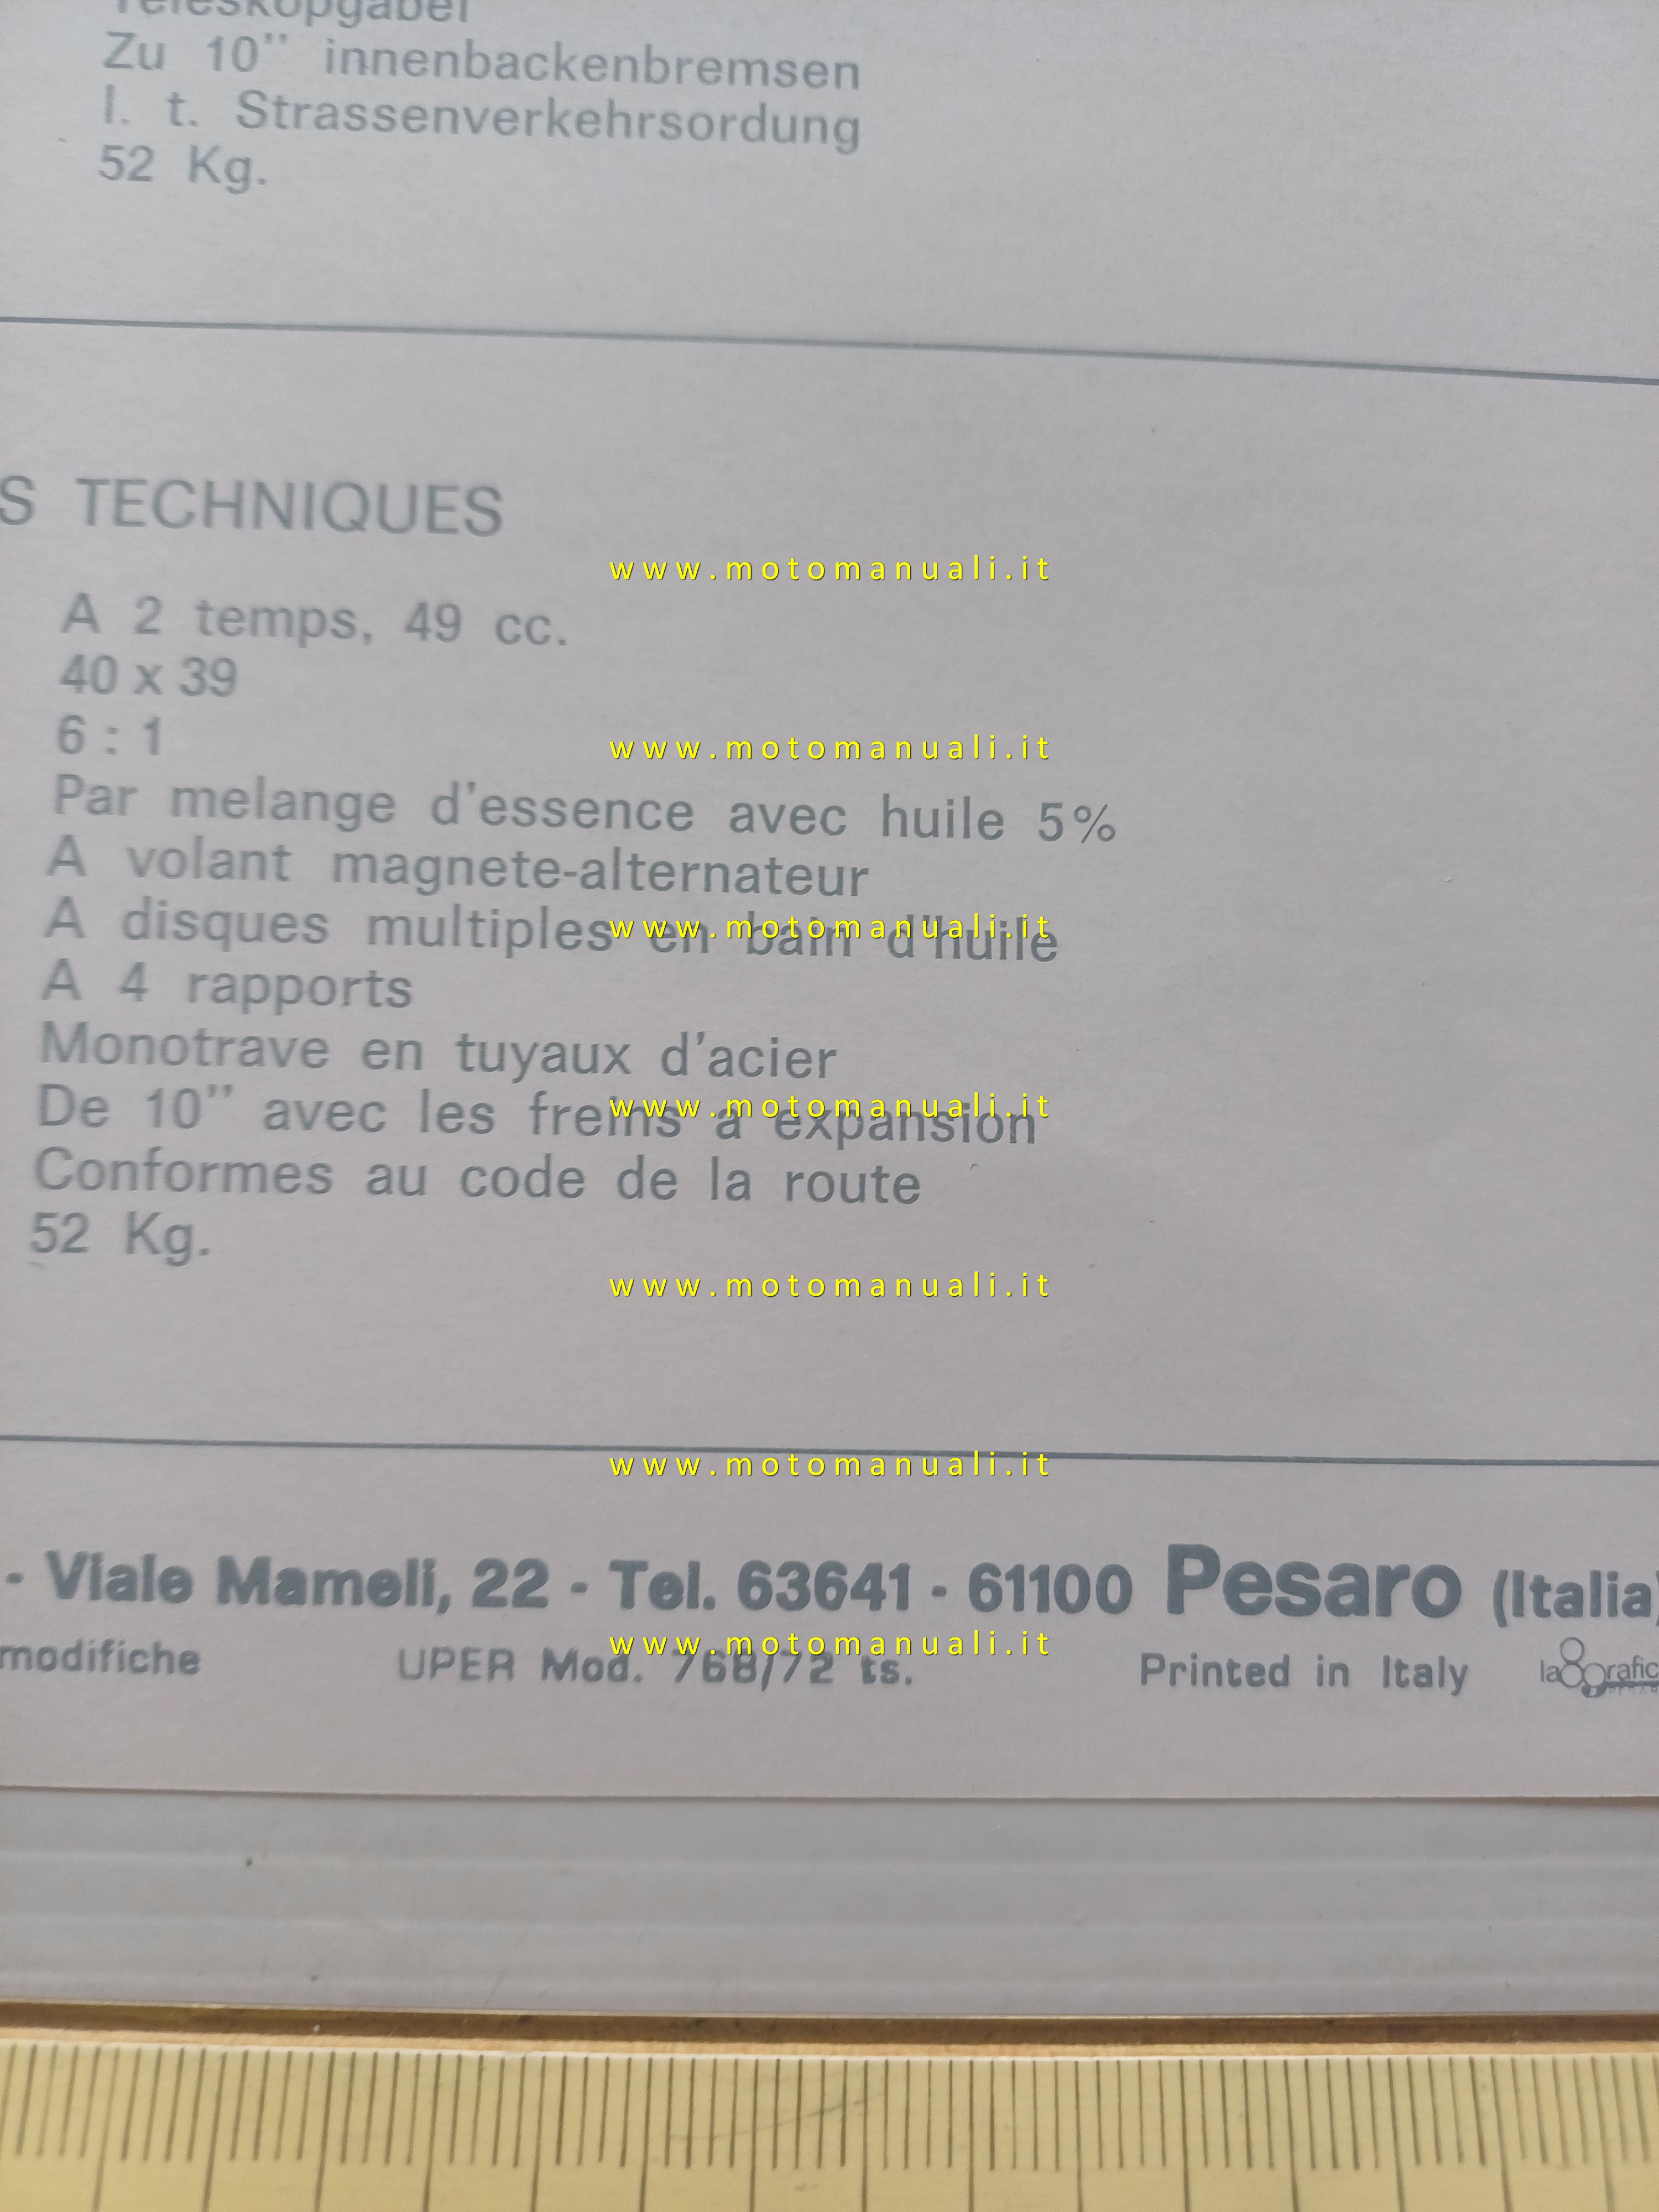 Teleskopgabel
Zu 10" innenbackenbremsen
l. t. Strassenverkehrsordung
52 Kg.
S TECHNIQUES
www.motomanuali.it
A 2 temps, 49 cc.
40 x 39
6 : 1
www.motomanuali.it
Par melange d'essence avec huile 5%
A volant magnete-alternateur
A disques multiples en bain d'huile
www.motomanuali.it
A 4 rapports
Monotrave en tuyaux d'acier
De 10" avec les freins a expansion
www.motomanuali.it
Conformes au code de la route
52 Kg.
www.motomanuali.it
www.motomanuali.it
- Viale Mameli, 22 - Tel. 63641 - 61100 Pesaro (Italia)
www.motomanuali.it
modifiche UPER Mod. 768/72 ts. Printed in Italy la8grafic